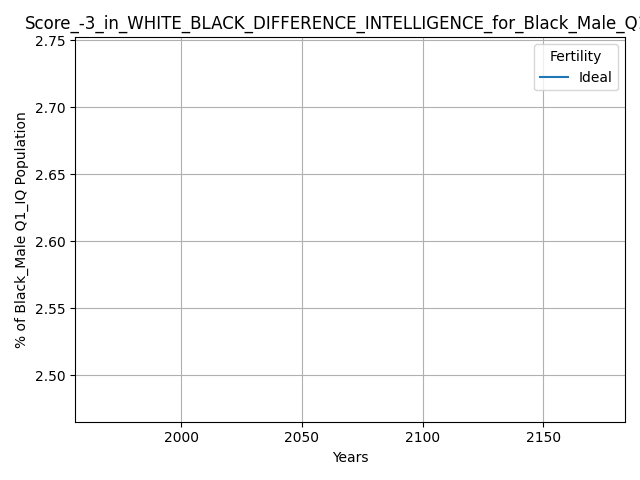 Score_-3_in_WHITE_BLACK_DIFFERENCE_INTELLIGENCE_for_Black_Male_Q
Fertility
Ideal
2.75
2.70
2.65
2.60
2.55
2.50
% of Black_Male Q1_IQ Population
2000 2050 2100 2150
Years